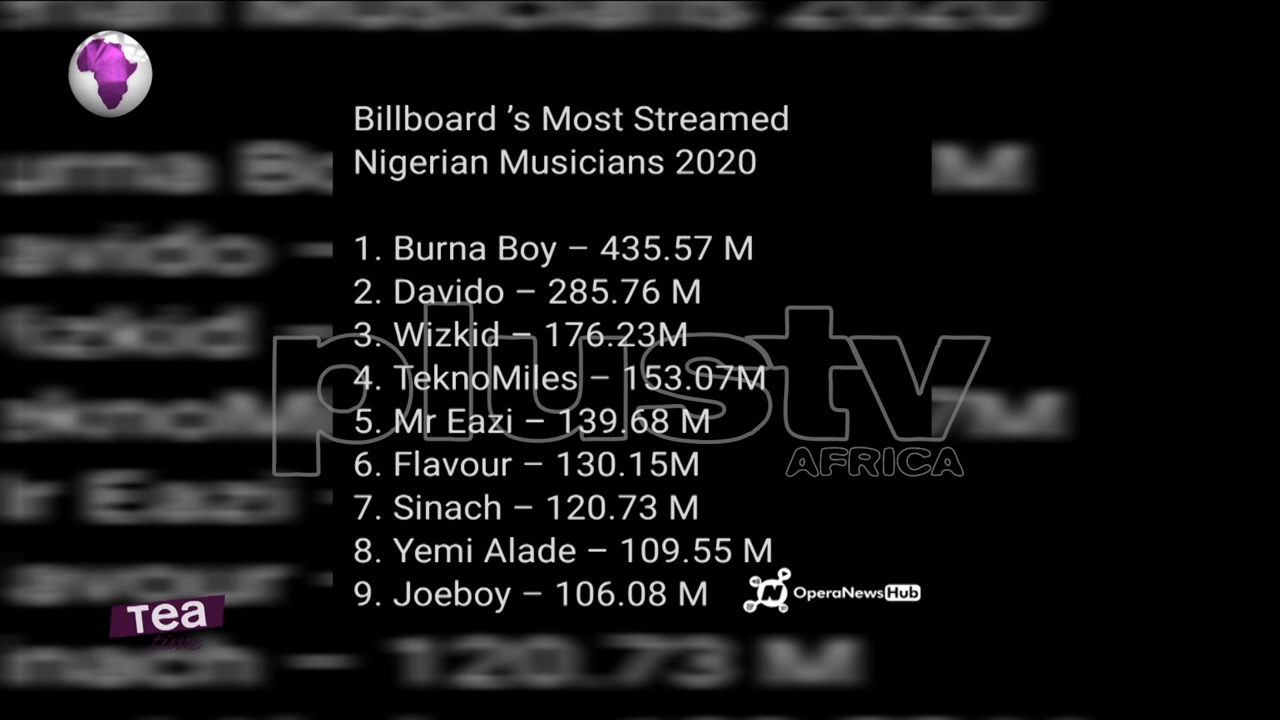 Billboard ’s Most Streamed
Nigerian Musicians 2020
1. Burna Boy – 435.57 M
2. Davido – 285.76 M
3. Wizkid – 176.23M
4. TeknoMiles – 153.07M
5. Mr Eazi – 139.68 M
6. Flavour – 130.15M
7. Sinach – 120.73 M
8. Yemi Alade – 109.55 M
9. Joeboy – 106.08 M
OperaNewsHub
plustv
AFRICA
Tea
time